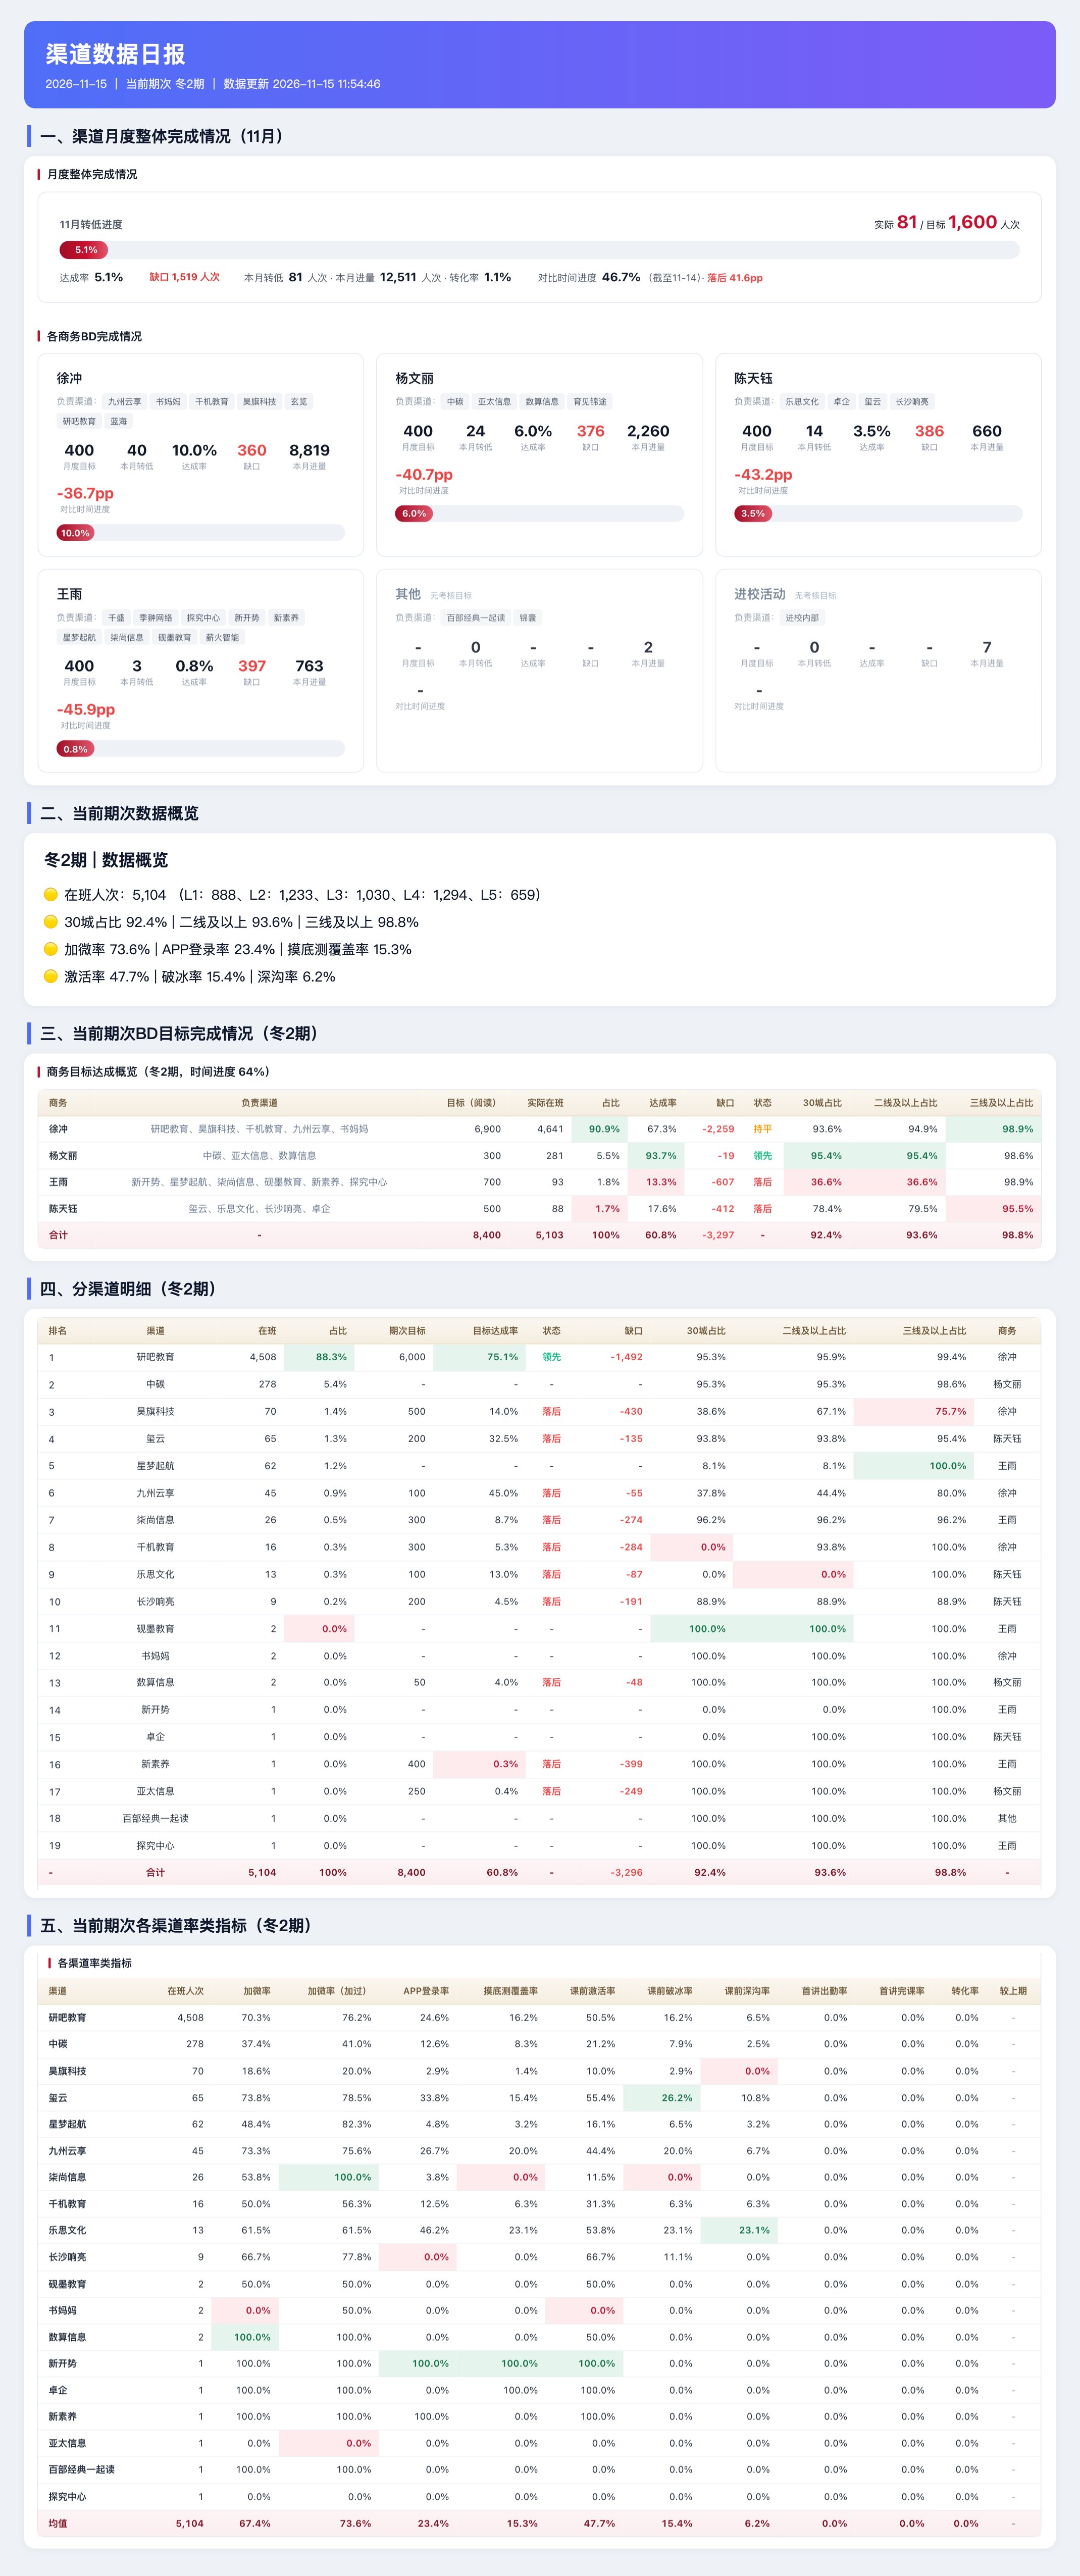 渠道数据日报
2026-11-15 | 当前期次 冬2期 | 数据更新 2026-11-15 11:54:46
一、渠道月度整体完成情况（11月）
月度整体完成情况
11月转低进度 实际 81 / 目标 1,600 人次
5.1%
达成率 5.1% 缺口 1,519 人次 本月转低 81 人次 · 本月进量 12,511 人次 · 转化率 1.1% 对比时间进度 46.7% （截至11-14） · 落后 41.6pp
各商务BD完成情况
徐冲
负责渠道： 九州云享 书妈妈 千机教育 昊旗科技 玄览
研吧教育 蓝海
400 40 10.0% 360 8,819
月度目标 本月转低 达成率 缺口 本月进量
-36.7pp
对比时间进度
10.0%
杨文丽
负责渠道： 中碳 亚太信息 数算信息 育见锦途
400 24 6.0% 376 2,260
月度目标 本月转低 达成率 缺口 本月进量
-40.7pp
对比时间进度
6.0%
陈天钰
负责渠道： 乐思文化 卓企 玺云 长沙响亮
400 14 3.5% 386 660
月度目标 本月转低 达成率 缺口 本月进量
-43.2pp
对比时间进度
3.5%
王雨
负责渠道： 千盛 季翀网络 探究中心 新开势 新素养
星梦起航 柒尚信息 砚墨教育 薪火智能
400 3 0.8% 397 763
月度目标 本月转低 达成率 缺口 本月进量
-45.9pp
对比时间进度
0.8%
其他 无考核目标
负责渠道： 百部经典一起读 锦囊
- 0 - - 2
月度目标 本月转低 达成率 缺口 本月进量
-
对比时间进度
进校活动 无考核目标
负责渠道： 进校内部
- 0 - - 7
月度目标 本月转低 达成率 缺口 本月进量
-
对比时间进度
二、当前期次数据概览
冬2期 | 数据概览
在班人次：5,104 （L1：888、L2：1,233、L3：1,030、L4：1,294、L5：659）
30城占比 92.4% | 二线及以上 93.6% | 三线及以上 98.8%
加微率 73.6% | APP登录率 23.4% | 摸底测覆盖率 15.3%
激活率 47.7% | 破冰率 15.4% | 深沟率 6.2%
三、当前期次BD目标完成情况（冬2期）
商务目标达成概览（冬2期，时间进度 64%）
商务 负责渠道 目标（阅读） 实际在班 占比 达成率 缺口 状态 30城占比 二线及以上占比 三线及以上占比
徐冲 研吧教育、昊旗科技、千机教育、九州云享、书妈妈 6,900 4,641 90.9% 67.3% -2,259 持平 93.6% 94.9% 98.9%
杨文丽 中碳、亚太信息、数算信息 300 281 5.5% 93.7% -19 领先 95.4% 95.4% 98.6%
王雨 新开势、星梦起航、柒尚信息、砚墨教育、新素养、探究中心 700 93 1.8% 13.3% -607 落后 36.6% 36.6% 98.9%
陈天钰 玺云、乐思文化、长沙响亮、卓企 500 88 1.7% 17.6% -412 落后 78.4% 79.5% 95.5%
合计 - 8,400 5,103 100% 60.8% -3,297 - 92.4% 93.6% 98.8%
四、分渠道明细（冬2期）
排名 渠道 在班 占比 期次目标 目标达成率 状态 缺口 30城占比 二线及以上占比 三线及以上占比 商务
1 研吧教育 4,508 88.3% 6,000 75.1% 领先 -1,492 95.3% 95.9% 99.4% 徐冲
2 中碳 278 5.4% - - - - 95.3% 95.3% 98.6% 杨文丽
3 昊旗科技 70 1.4% 500 14.0% 落后 -430 38.6% 67.1% 75.7% 徐冲
4 玺云 65 1.3% 200 32.5% 落后 -135 93.8% 93.8% 95.4% 陈天钰
5 星梦起航 62 1.2% - - - - 8.1% 8.1% 100.0% 王雨
6 九州云享 45 0.9% 100 45.0% 落后 -55 37.8% 44.4% 80.0% 徐冲
7 柒尚信息 26 0.5% 300 8.7% 落后 -274 96.2% 96.2% 96.2% 王雨
8 千机教育 16 0.3% 300 5.3% 落后 -284 0.0% 93.8% 100.0% 徐冲
9 乐思文化 13 0.3% 100 13.0% 落后 -87 0.0% 0.0% 100.0% 陈天钰
10 长沙响亮 9 0.2% 200 4.5% 落后 -191 88.9% 88.9% 88.9% 陈天钰
11 砚墨教育 2 0.0% - - - - 100.0% 100.0% 100.0% 王雨
12 书妈妈 2 0.0% - - - - 100.0% 100.0% 100.0% 徐冲
13 数算信息 2 0.0% 50 4.0% 落后 -48 100.0% 100.0% 100.0% 杨文丽
14 新开势 1 0.0% - - - - 0.0% 0.0% 100.0% 王雨
15 卓企 1 0.0% - - - - 0.0% 100.0% 100.0% 陈天钰
16 新素养 1 0.0% 400 0.3% 落后 -399 100.0% 100.0% 100.0% 王雨
17 亚太信息 1 0.0% 250 0.4% 落后 -249 100.0% 100.0% 100.0% 杨文丽
18 百部经典一起读 1 0.0% - - - - 100.0% 100.0% 100.0% 其他
19 探究中心 1 0.0% - - - - 100.0% 100.0% 100.0% 王雨
- 合计 5,104 100% 8,400 60.8% - -3,296 92.4% 93.6% 98.8% -
五、当前期次各渠道率类指标（冬2期）
各渠道率类指标
渠道 在班人次 加微率 加微率（加过） APP登录率 摸底测覆盖率 课前激活率 课前破冰率 课前深沟率 首讲出勤率 首讲完课率 转化率 较上期
研吧教育 4,508 70.3% 76.2% 24.6% 16.2% 50.5% 16.2% 6.5% 0.0% 0.0% 0.0% -
中碳 278 37.4% 41.0% 12.6% 8.3% 21.2% 7.9% 2.5% 0.0% 0.0% 0.0% -
昊旗科技 70 18.6% 20.0% 2.9% 1.4% 10.0% 2.9% 0.0% 0.0% 0.0% 0.0% -
玺云 65 73.8% 78.5% 33.8% 15.4% 55.4% 26.2% 10.8% 0.0% 0.0% 0.0% -
星梦起航 62 48.4% 82.3% 4.8% 3.2% 16.1% 6.5% 3.2% 0.0% 0.0% 0.0% -
九州云享 45 73.3% 75.6% 26.7% 20.0% 44.4% 20.0% 6.7% 0.0% 0.0% 0.0% -
柒尚信息 26 53.8% 100.0% 3.8% 0.0% 11.5% 0.0% 0.0% 0.0% 0.0% 0.0% -
千机教育 16 50.0% 56.3% 12.5% 6.3% 31.3% 6.3% 6.3% 0.0% 0.0% 0.0% -
乐思文化 13 61.5% 61.5% 46.2% 23.1% 53.8% 23.1% 23.1% 0.0% 0.0% 0.0% -
长沙响亮 9 66.7% 77.8% 0.0% 0.0% 66.7% 11.1% 0.0% 0.0% 0.0% 0.0% -
砚墨教育 2 50.0% 50.0% 0.0% 0.0% 50.0% 0.0% 0.0% 0.0% 0.0% 0.0% -
书妈妈 2 0.0% 50.0% 0.0% 0.0% 0.0% 0.0% 0.0% 0.0% 0.0% 0.0% -
数算信息 2 100.0% 100.0% 0.0% 0.0% 50.0% 0.0% 0.0% 0.0% 0.0% 0.0% -
新开势 1 100.0% 100.0% 100.0% 100.0% 100.0% 0.0% 0.0% 0.0% 0.0% 0.0% -
卓企 1 100.0% 100.0% 0.0% 100.0% 100.0% 0.0% 0.0% 0.0% 0.0% 0.0% -
新素养 1 100.0% 100.0% 100.0% 0.0% 100.0% 0.0% 0.0% 0.0% 0.0% 0.0% -
亚太信息 1 0.0% 0.0% 0.0% 0.0% 0.0% 0.0% 0.0% 0.0% 0.0% 0.0% -
百部经典一起读 1 100.0% 100.0% 0.0% 0.0% 0.0% 0.0% 0.0% 0.0% 0.0% 0.0% -
探究中心 1 0.0% 0.0% 0.0% 0.0% 0.0% 0.0% 0.0% 0.0% 0.0% 0.0% -
均值 5,104 67.4% 73.6% 23.4% 15.3% 47.7% 15.4% 6.2% 0.0% 0.0% 0.0% -